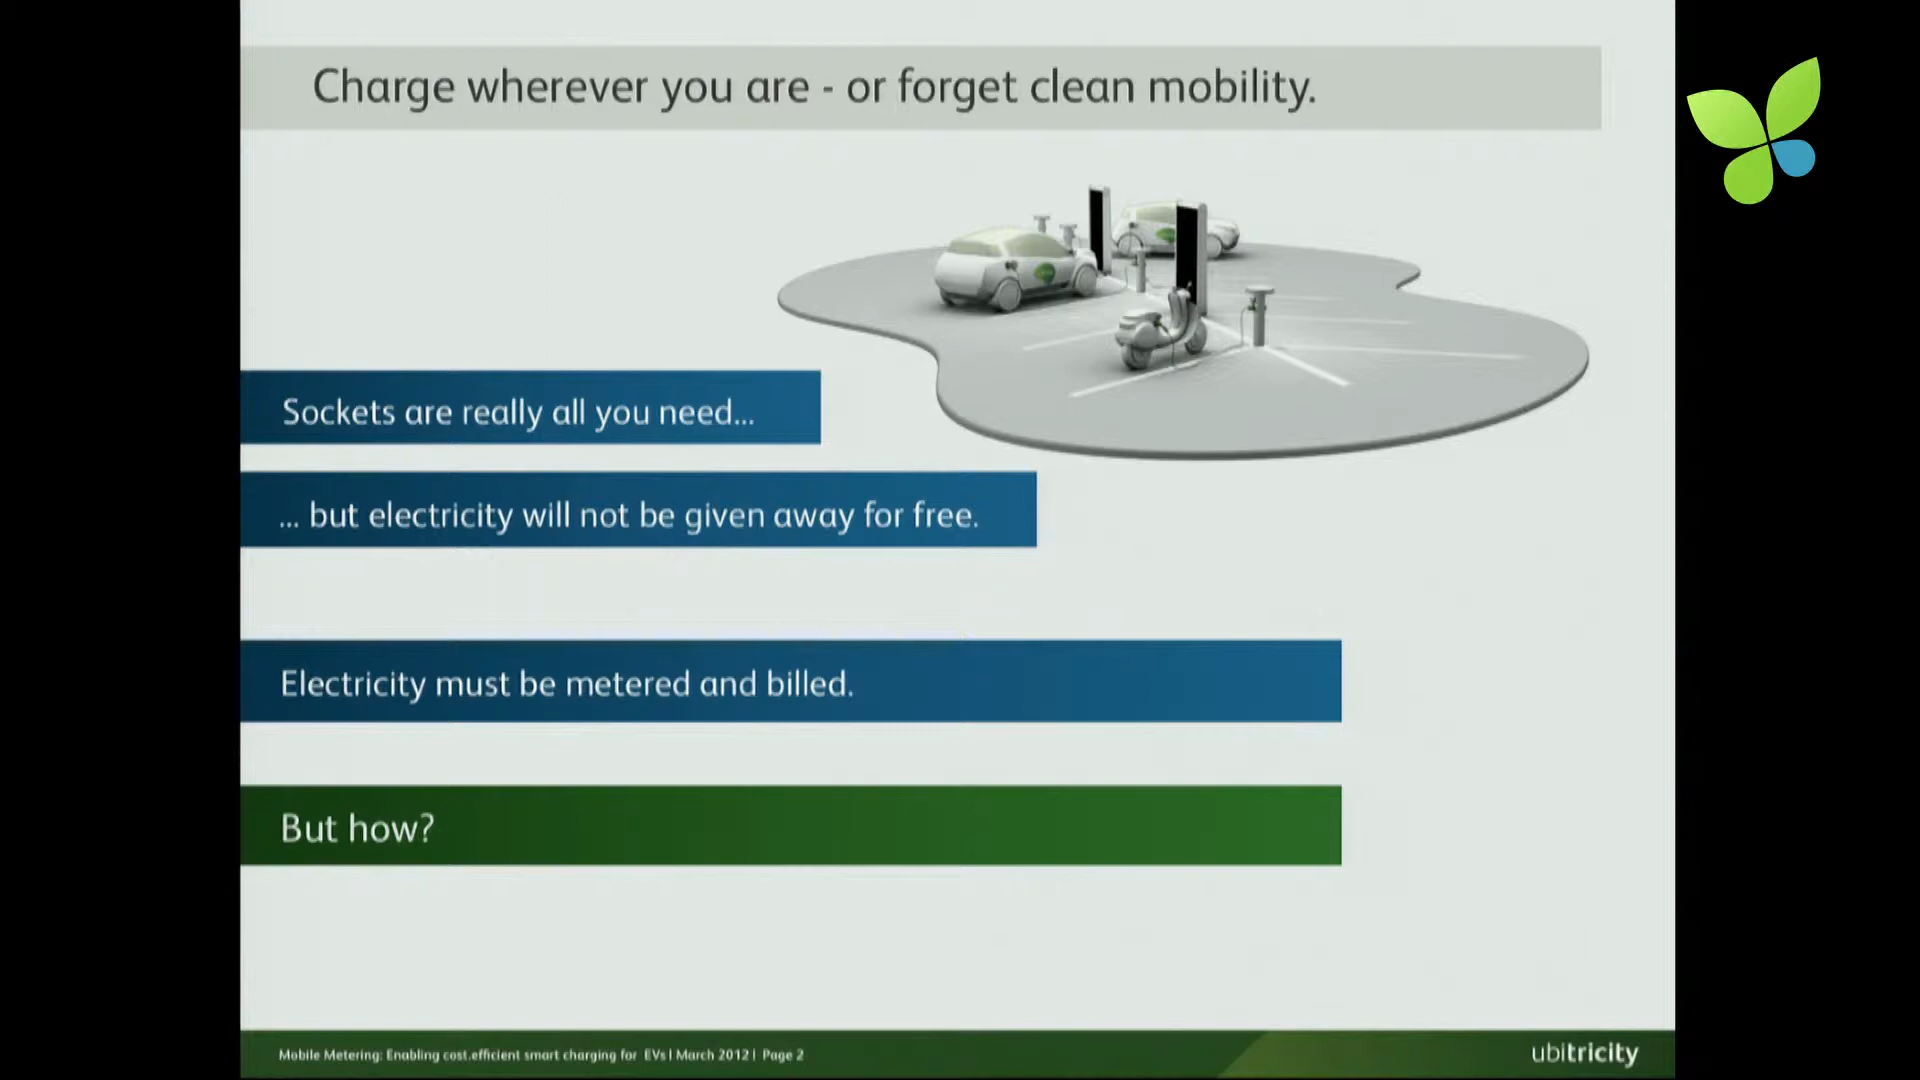 Charge wherever you are - or forget clean mobility.
Sockets are really all you need...
... but electricity will not be given away for free.
Electricity must be metered and billed.
But how?
Mobile Metering: Enabling cost.efficient smart charging for EVs | March 2012 | Page 2
ubitricity